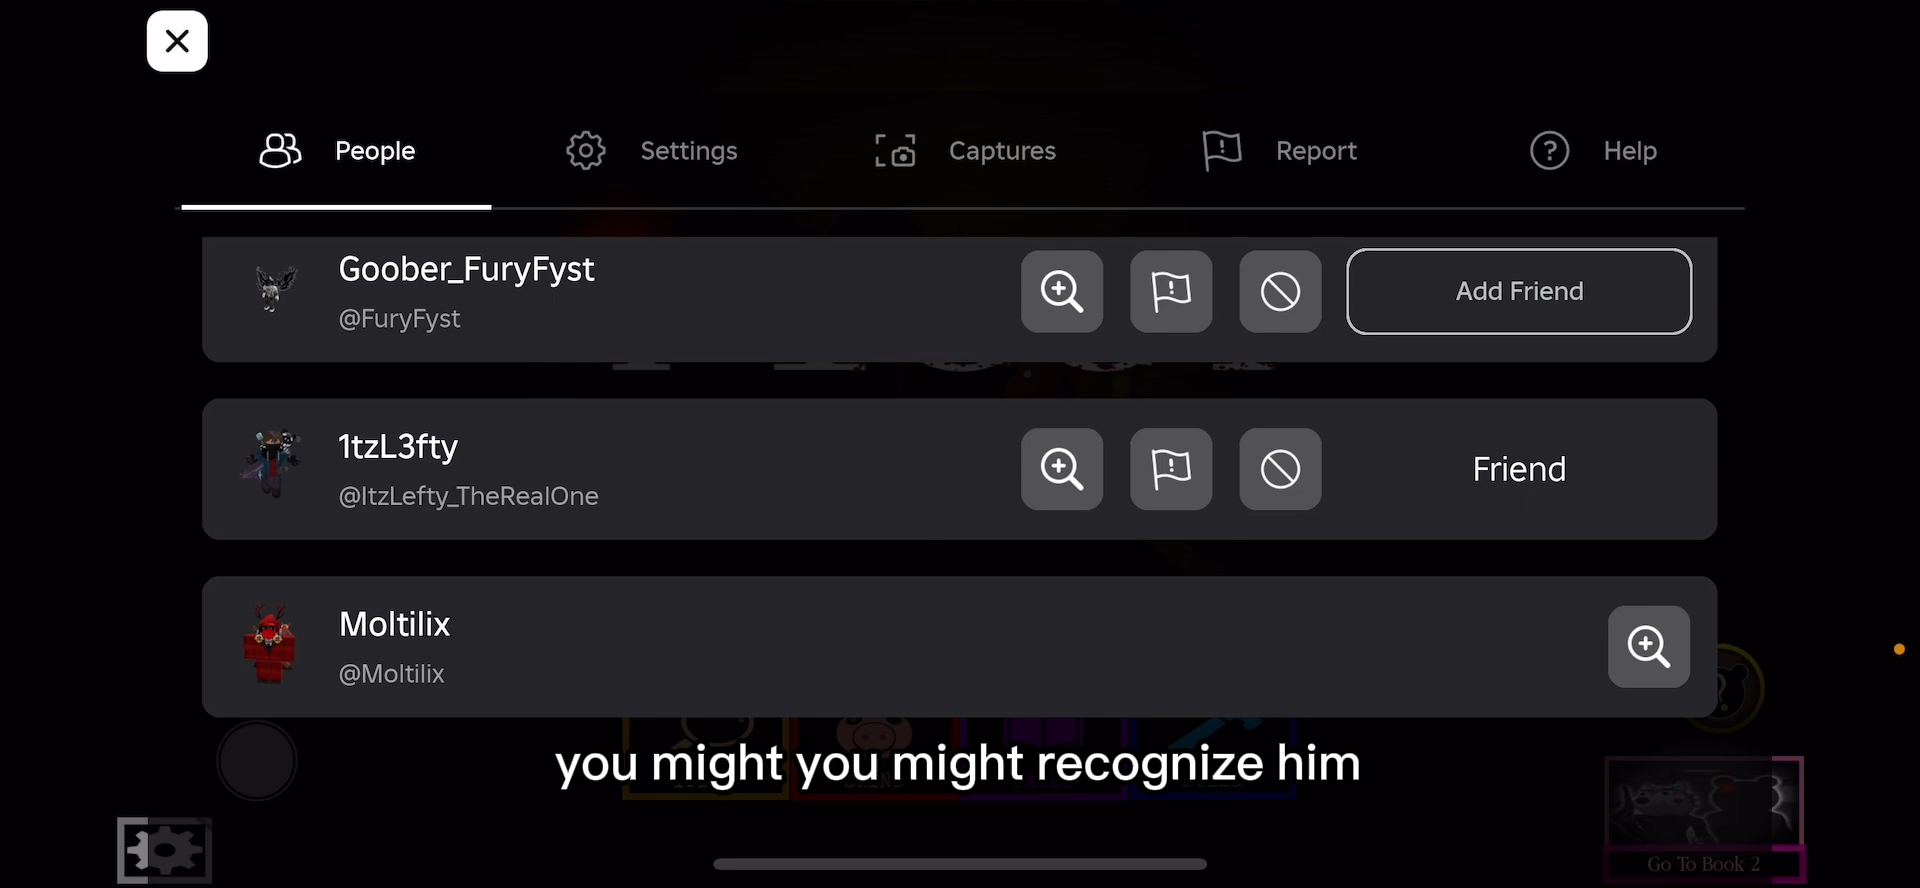 People
Settings
Captures
Report
Help
Goober_FuryFyst
@FuryFyst
Add Friend
1tzL3fty
@ItzLefty_TheRealOne
Friend
Moltilix
@Moltilix
you might you might recognize him
Go To Book 2